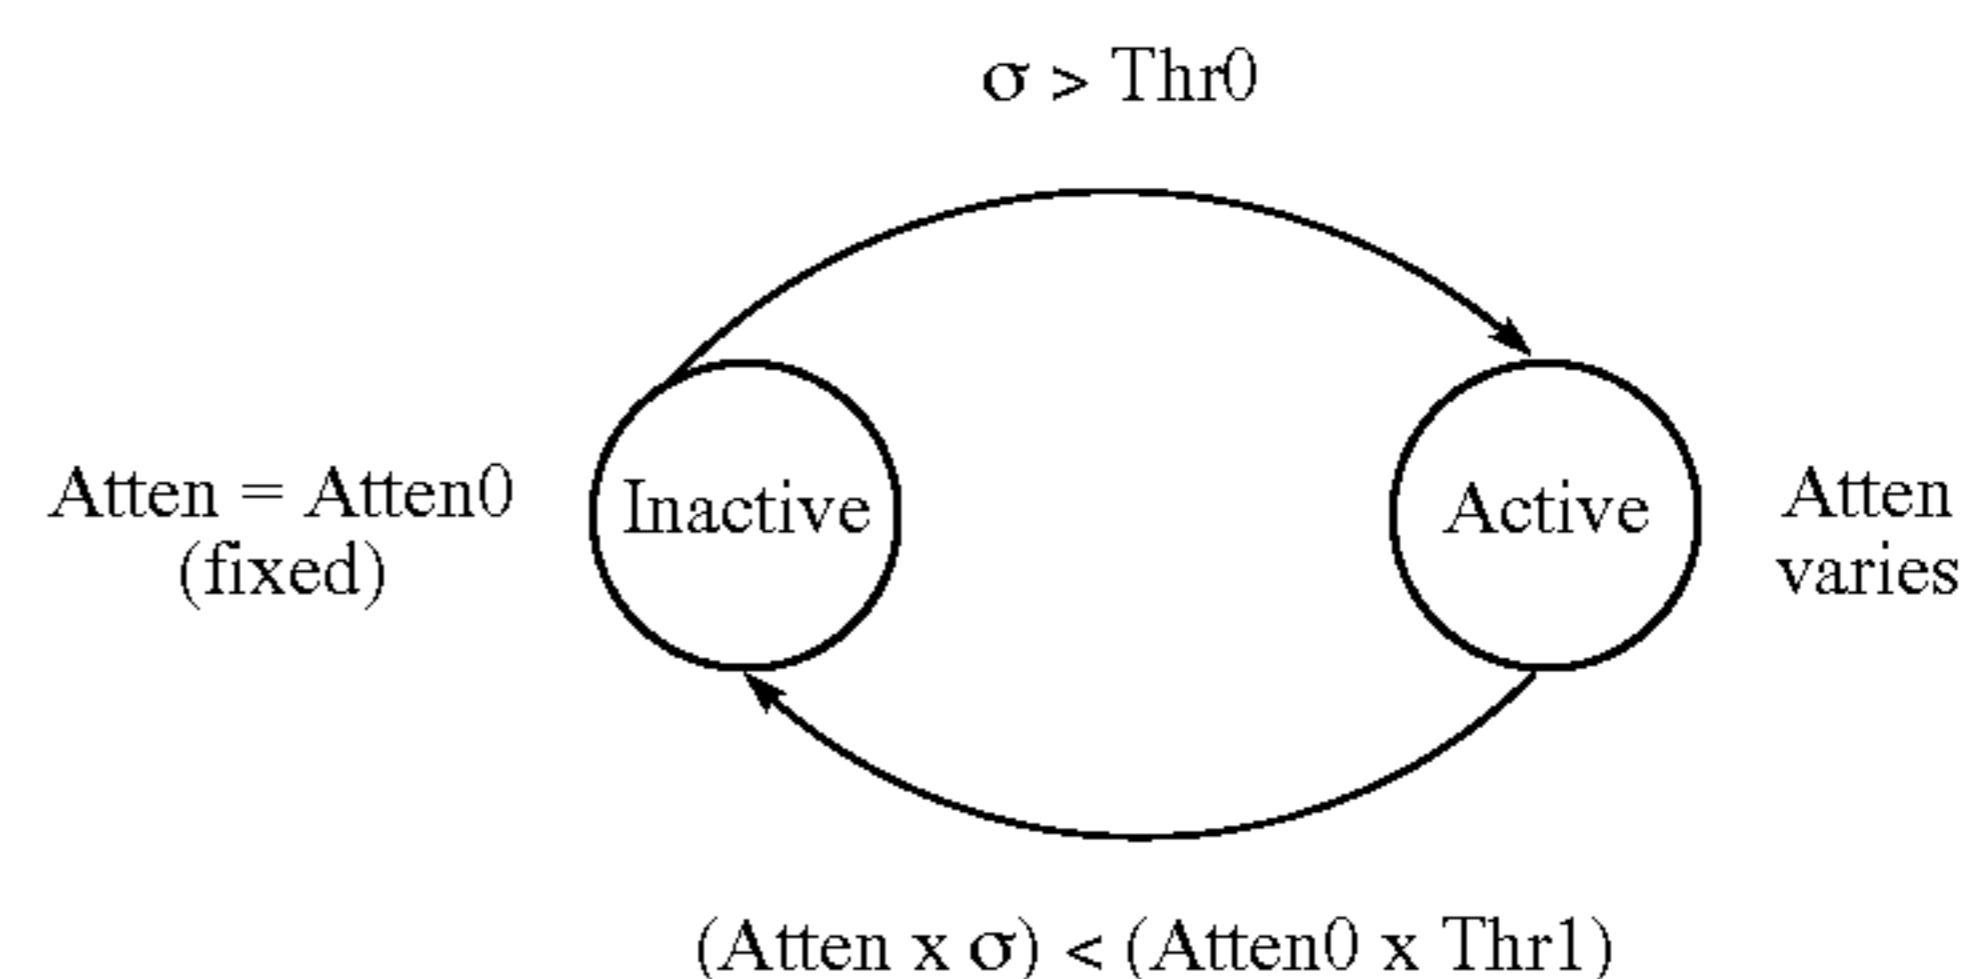 σ > Thr0
Atten = Atten0
(fixed)
Inactive
Active
Atten
varies
(Atten x σ) < (Atten0 x Thr1)